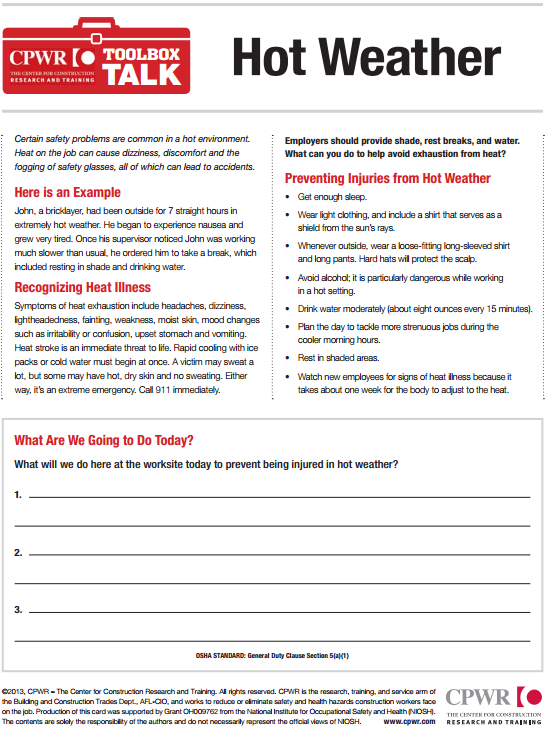 CPWR
THE CENTER FOR CONSTRUCTION
RESEARCH AND TRAINING
TOOLBOX
TALK
Hot Weather
Certain safety problems are common in a hot environment.
Heat on the job can cause dizziness, discomfort and the
fogging of safety glasses, all of which can lead to accidents.
Here is an Example
John, a bricklayer, had been outside for 7 straight hours in
extremely hot weather. He began to experience nausea and
grew very tired. Once his supervisor noticed John was working
much slower than usual, he ordered him to take a break, which
included resting in shade and drinking water.
Recognizing Heat Illness
Symptoms of heat exhaustion include headaches, dizziness,
lightheadedness, fainting, weakness, moist skin, mood changes
such as irritability or confusion, upset stomach and vomiting.
Heat stroke is an immediate threat to life. Rapid cooling with ice
packs or cold water must begin at once. A victim may sweat a
lot, but some may have hot, dry skin and no sweating. Either
way, it's an extreme emergency. Call 911 immediately.
Employers should provide shade, rest breaks, and water.
What can you do to help avoid exhaustion from heat?
Preventing Injuries from Hot Weather
• Get enough sleep.
• Wear light clothing, and include a shirt that serves as a
shield from the sun's rays.
• Whenever outside, wear a loose-fitting long-sleeved shirt
and long pants. Hard hats will protect the scalp.
• Avoid alcohol; it is particularly dangerous while working
in a hot setting.
• Drink water moderately (about eight ounces every 15 minutes).
• Plan the day to tackle more strenuous jobs during the
cooler morning hours.
• Rest in shaded areas.
• Watch new employees for signs of heat illness because it
takes about one week for the body to adjust to the heat.
What Are We Going to Do Today?
What will we do here at the worksite today to prevent being injured in hot weather?
1.
2.
3.
OSHA STANDARD: General Duty Clause Section 5(a)(1)
©2013, CPWR – The Center for Construction Research and Training. All rights reserved. CPWR is the research, training, and service arm of
the Building and Construction Trades Dept., AFL-CIO, and works to reduce or eliminate safety and health hazards construction workers face
on the job. Production of this card was supported by Grant OH009762 from the National Institute for Occupational Safety and Health (NIOSH).
The contents are solely the responsibility of the authors and do not necessarily represent the official views of NIOSH. www.cpwr.com
CPWR
THE CENTER FOR CONSTRUCTION
RESEARCH AND TRAINING